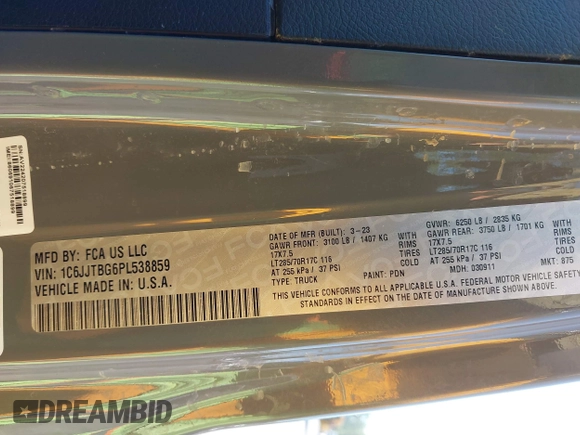 MFD BY: FCA US LLC
VIN: 1C6JJTBG6PL538859
VEHICLE MADE IN: U.S.A.
DATE OF MFR (BUILT): 3-23
GAWR FRONT: 3100 LB / 1407 KG WITH
17X7.5 RIMS
LT285/70R17C 116 TIRES
AT 255 kPa / 37 PSI COLD
TYPE: TRUCK PAINT: PDN
GVWR: 6250 LB / 2835 KG
GAWR REAR: 3750 LB / 1701 KG WITH
17X7.5 RIMS
LT285/70R17C 116 TIRES
AT 255 kPa / 37 PSI COLD
MDH: 030911 MKT: 875
THIS VEHICLE CONFORMS TO ALL APPLICABLE U.S.A. FEDERAL MOTOR VEHICLE SAFETY
STANDARDS IN EFFECT ON THE DATE OF MANUFACTURE SHOWN ABOVE.
DREAMBID